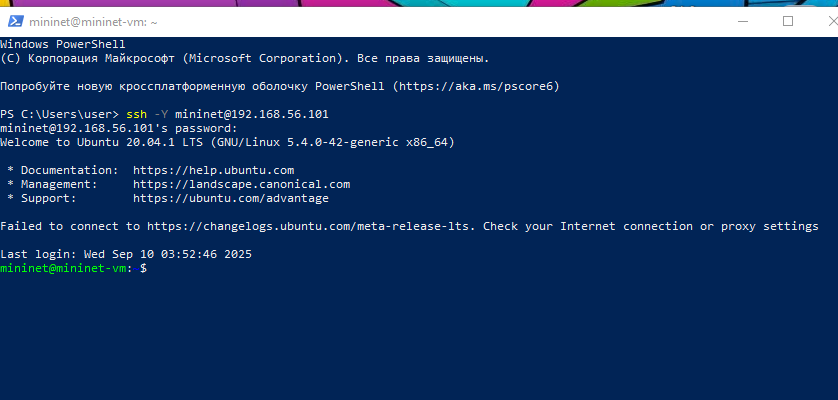 mininet@mininet-vm: ~
Windows PowerShell
(C) Корпорация Майкрософт (Microsoft Corporation). Все права защищены.
Попробуйте новую кроссплатформенную оболочку PowerShell (https://aka.ms/pscore6)
PS C:\Users\user> ssh -Y mininet@192.168.56.101
mininet@192.168.56.101's password:
Welcome to Ubuntu 20.04.1 LTS (GNU/Linux 5.4.0-42-generic x86_64)
* Documentation:  https://help.ubuntu.com
* Management:     https://landscape.canonical.com
* Support:        https://ubuntu.com/advantage
Failed to connect to https://changelogs.ubuntu.com/meta-release-lts. Check your Internet connection or proxy settings
Last login: Wed Sep 10 03:52:46 2025
mininet@mininet-vm:~$